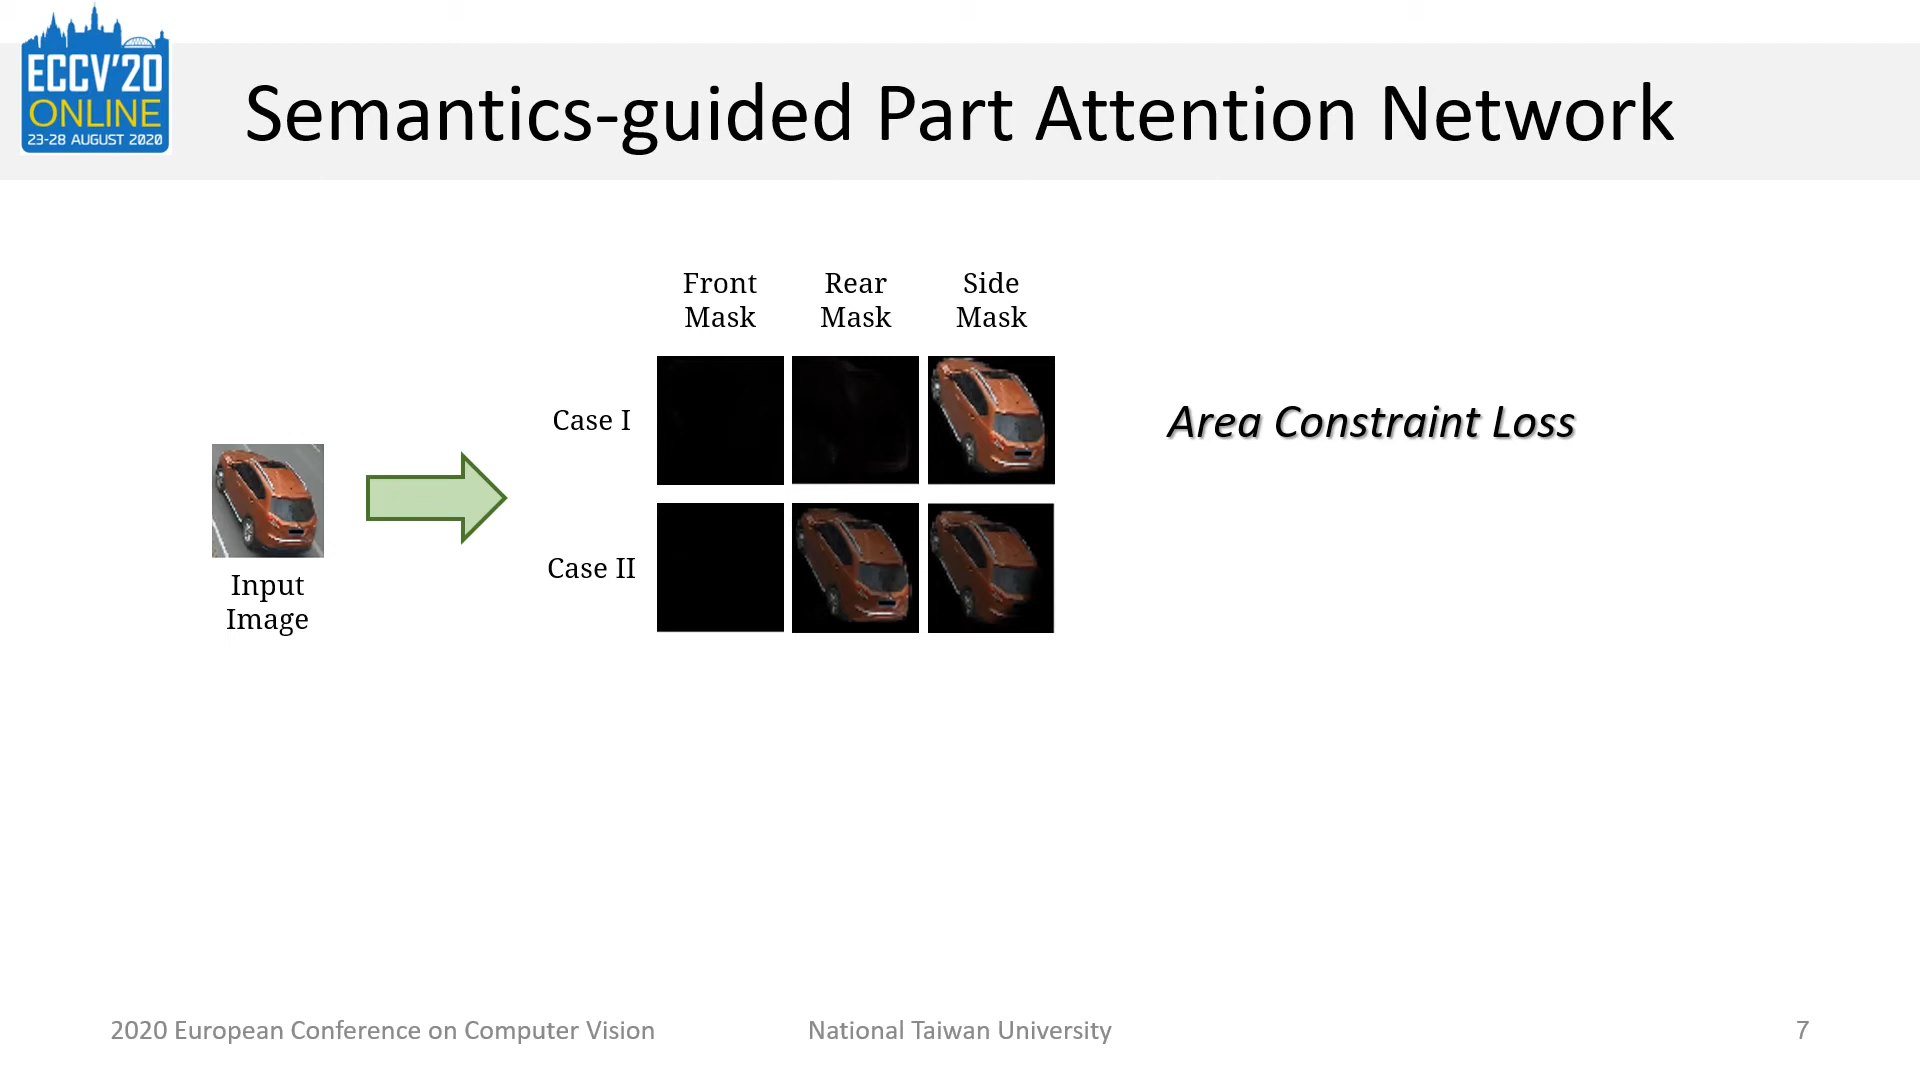 ECCV'20
ONLINE
23-28 AUGUST 2020
Semantics-guided Part Attention Network
Front
Mask
Rear
Mask
Side
Mask
Case I
Area Constraint Loss
Case II
Input
Image
2020 European Conference on Computer Vision
National Taiwan University
7